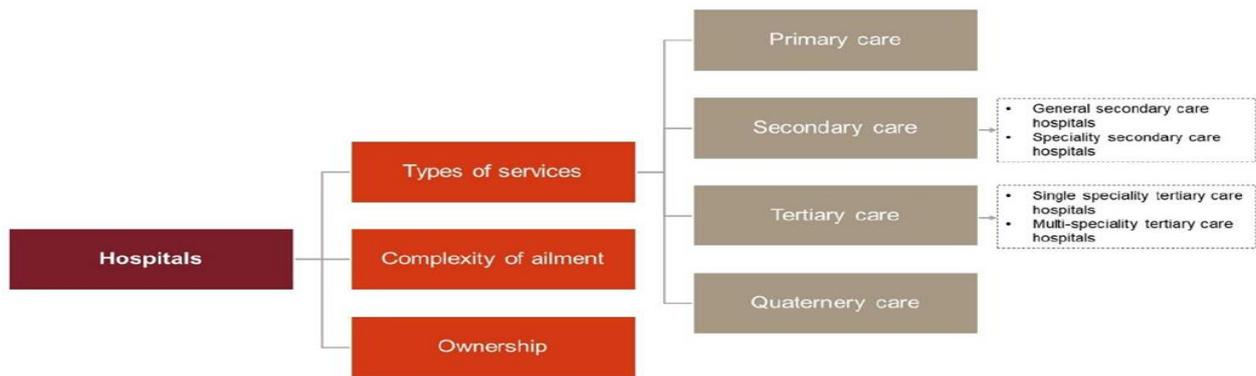 Hospitals
Types of services
Complexity of ailment
Ownership
Primary care
Secondary care
Tertiary care
Quaternery care
• General secondary care
hospitals
• Speciality secondary care
hospitals
• Single speciality tertiary care
hospitals
• Multi-speciality tertiary care
hospitals